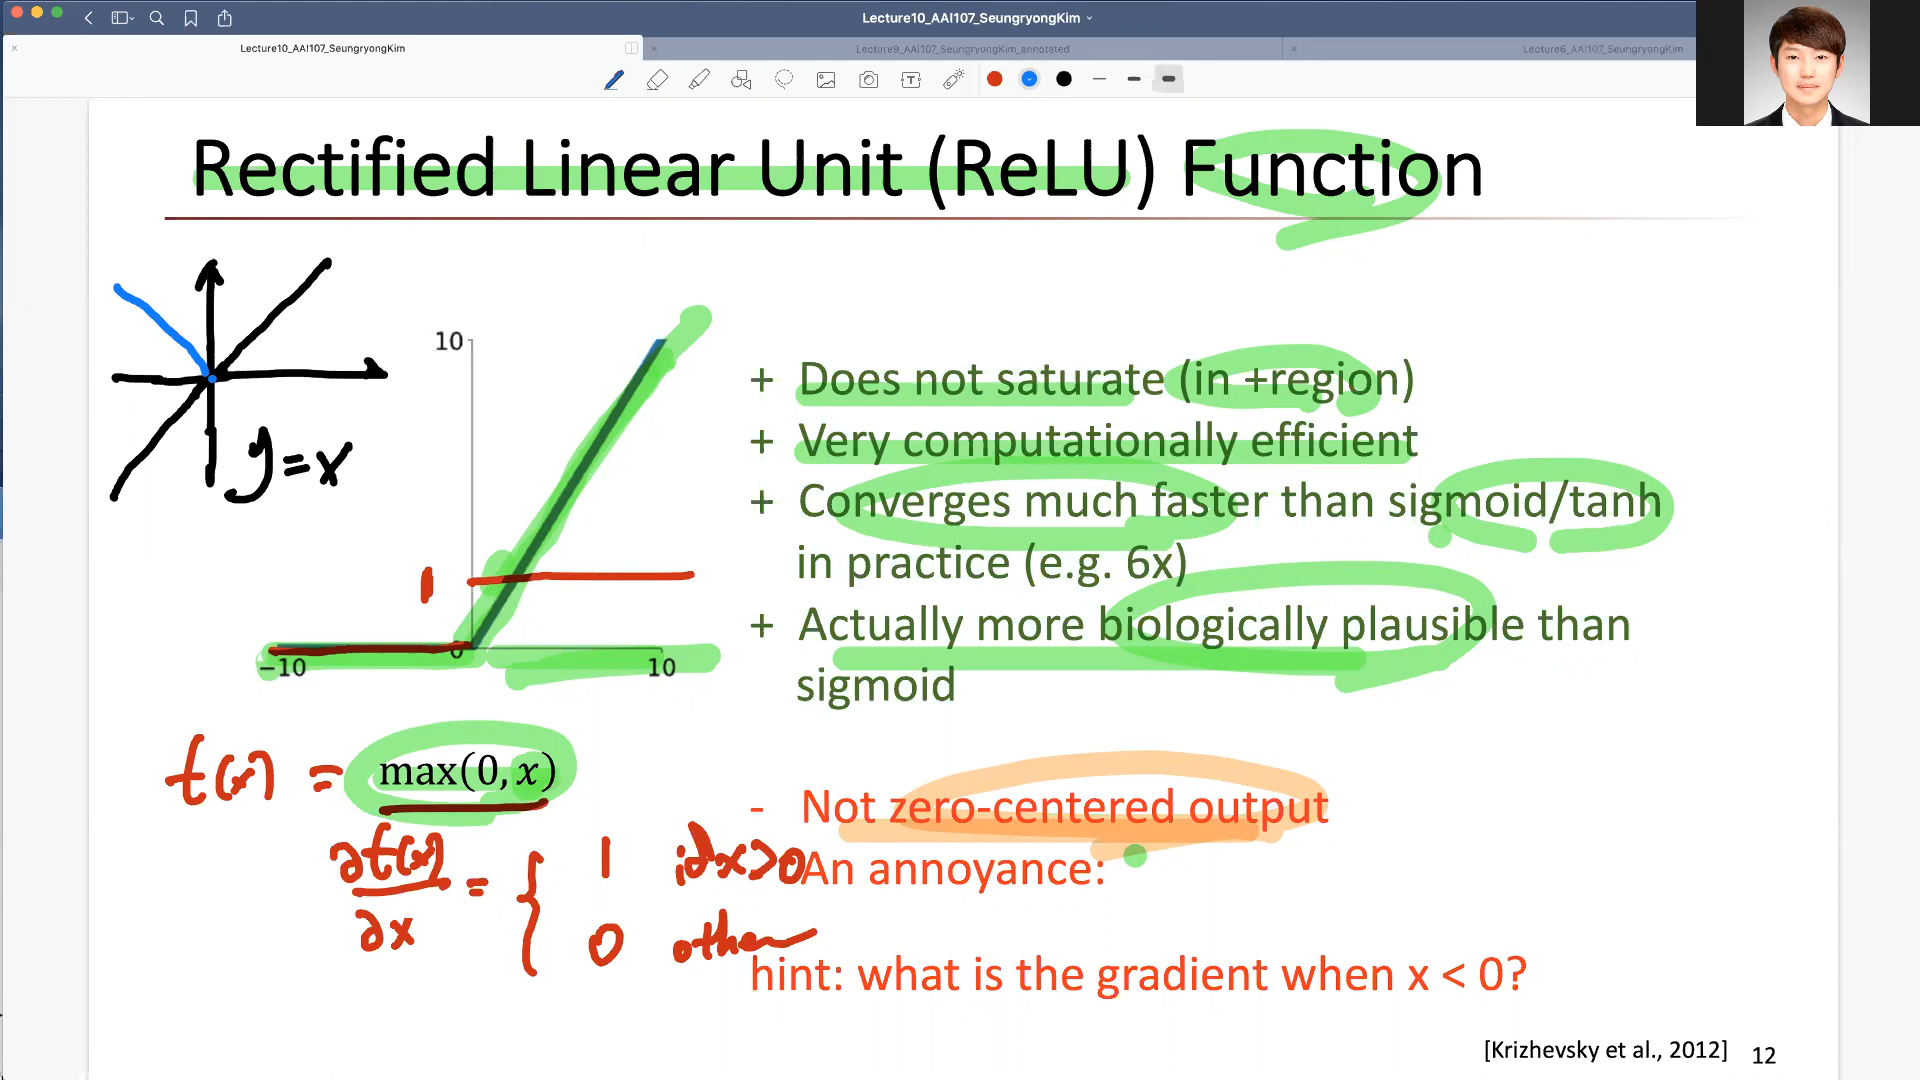 Lecture10_AAI107_SeungryongKim
Lecture10_AAI107_SeungryongKim
Lecture9_AAI107_SeungryongKim_annotated
Lecture6_AAI107_SeungryongKim
Rectified Linear Unit (ReLU) Function
y=x
10
1
-10
0
10
+ Does not saturate (in +region)
+ Very computationally efficient
+ Converges much faster than sigmoid/tanh
in practice (e.g. 6x)
+ Actually more biologically plausible than
sigmoid
f(x) = max(0, x)
∂f(x)/∂x = { 1 if x>0
0 other
- Not zero-centered output
An annoyance:
hint: what is the gradient when x < 0?
[Krizhevsky et al., 2012]
12